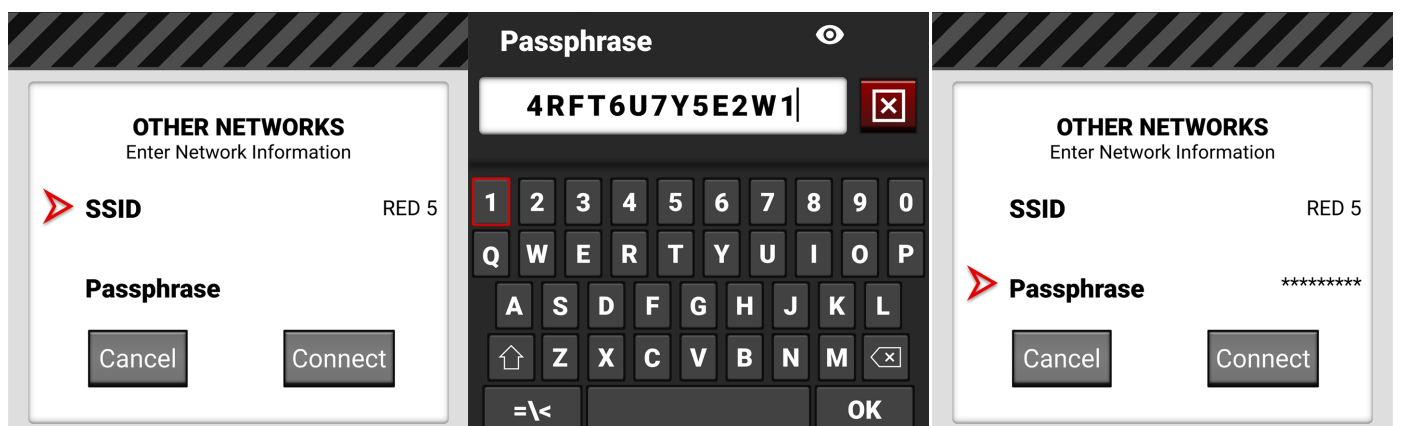 OTHER NETWORKS
Enter Network Information
SSID RED 5
Passphrase
Cancel Connect
Passphrase
4RFT6U7Y5E2W1
1 2 3 4 5 6 7 8 9 0
Q W E R T Y U I O P
A S D F G H J K L
Z X C V B N M
=\< OK
OTHER NETWORKS
Enter Network Information
SSID RED 5
Passphrase *********
Cancel Connect